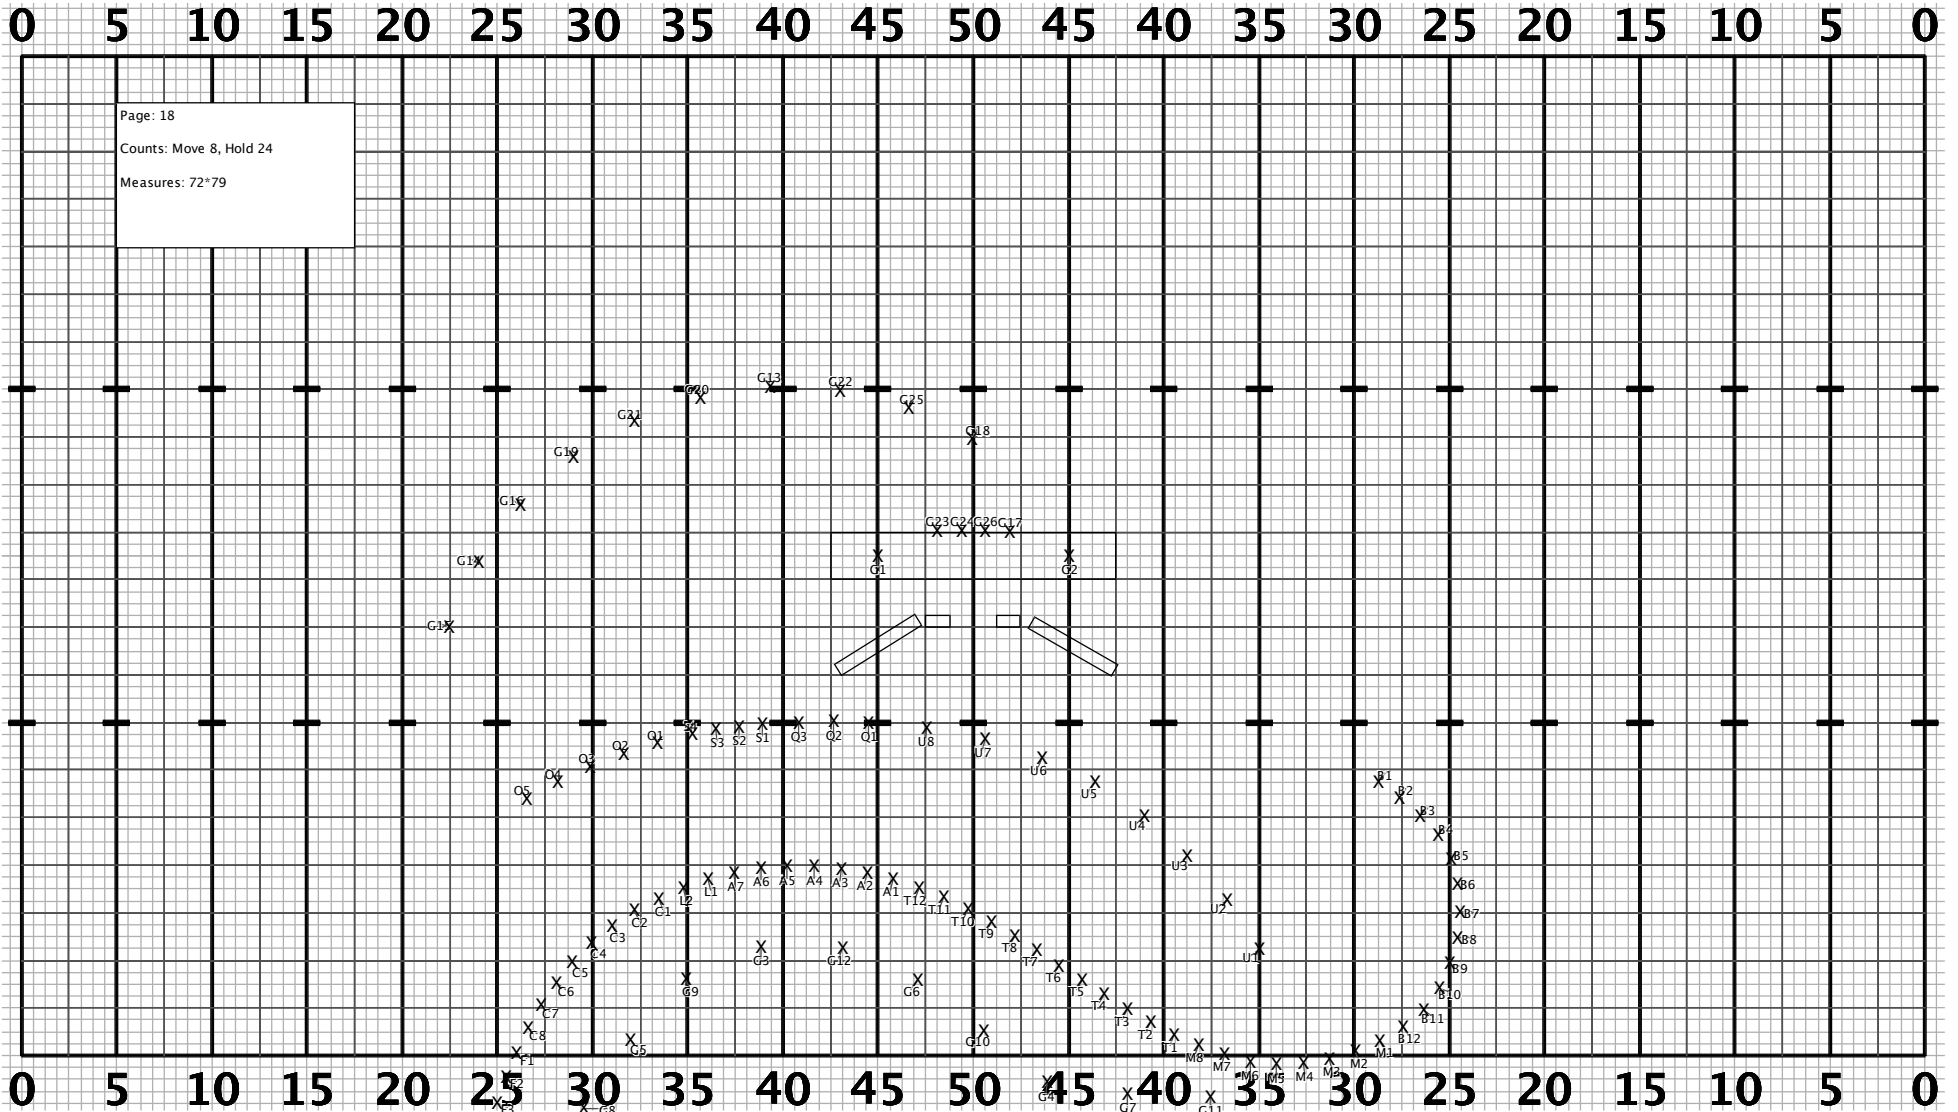 0 5 10 15 20 25 30 35 40 45 50 45 40 35 30 25 20 15 10 5 0
Page: 18
Counts: Move 8, Hold 24
Measures: 72*79
G13 G22
G20 G25
G21 G18
G19
G16
G23 G24 G26 G17
G14 G1 G2
G15
O1 S4 S3 S2 S1 Q3 Q2 Q1 U8 U7
O5 O4 O3 O2 U6 U5 B1 B2
U4 B3 B4
U3 B5
L2 L1 A7 A6 A5 A4 A3 A2 A1 T12 B6
C4 C3 C2 C1 T11 T10 T9 T8 U2 B7
C5 G3 G12 T7 T6 U1 B8 B9
C6 G9 G6 T5 T4 B10
C7 T3 B11
C8 G5 G10 T2 T1 M8 B12
F1 M7 M6 M5 M4 M3 M2 M1
F2
0 5 10 15 20 25 30 35 40 45 50 45 40 35 30 25 20 15 10 5 0
F3 G8 G4 G7 G11